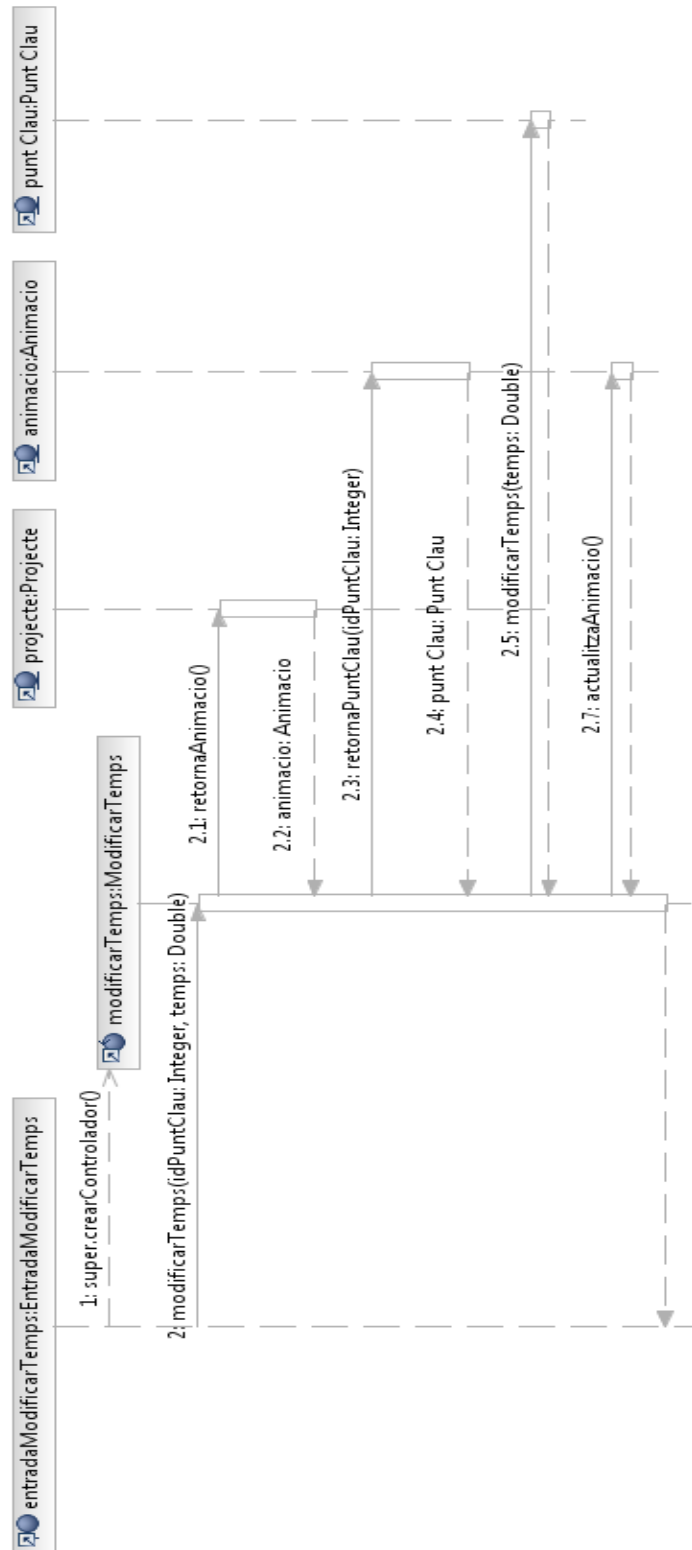 entradaModificarTemps:EntradaModificarTemps
modificarTemps:ModificarTemps
projecte:Projecte
animacio:Animacio
punt Clau:Punt Clau
1: super.crearControlador()
2: modificarTemps(idPuntClau: Integer, temps: Double)
2.1: retornaAnimacio()
2.2: animacio: Animacio
2.3: retornaPuntClau(idPuntClau: Integer)
2.4: punt Clau: Punt Clau
2.5: modificarTemps(temps: Double)
2.7: actualitzaAnimacio()